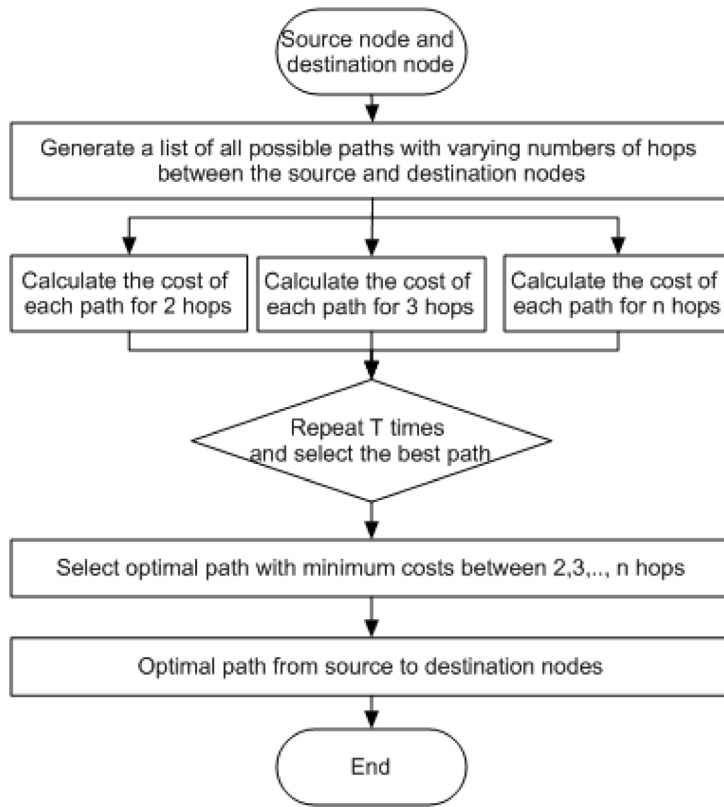 Source node and
destination node
Generate a list of all possible paths with varying numbers of hops
between the source and destination nodes
Calculate the cost of
each path for 2 hops
Calculate the cost of
each path for 3 hops
Calculate the cost of
each path for n hops
Repeat T times
and select the best path
Select optimal path with minimum costs between 2,3,.., n hops
Optimal path from source to destination nodes
End